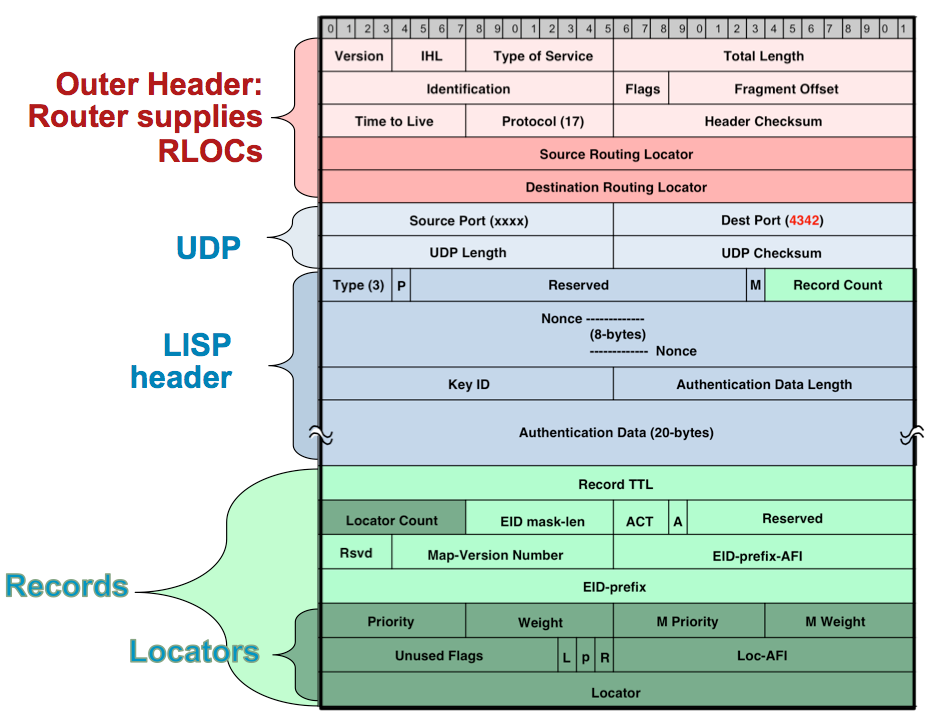 0 1 2 3 4 5 6 7 8 9 0 1 2 3 4 5 6 7 8 9 0 1 2 3 4 5 6 7 8 9 0 1
Outer Header:
Router supplies
RLOCs
Version IHL Type of Service Total Length
Identification Flags Fragment Offset
Time to Live Protocol (17) Header Checksum
Source Routing Locator
Destination Routing Locator
UDP
Source Port (xxxx) Dest Port (4342)
UDP Length UDP Checksum
LISP
header
Type (3) P Reserved M Record Count
Nonce -------------
(8-bytes)
------------- Nonce
Key ID Authentication Data Length
Authentication Data (20-bytes)
Records
Record TTL
Locator Count EID mask-len ACT A Reserved
Rsvd Map-Version Number EID-prefix-AFI
EID-prefix
Locators
Priority Weight M Priority M Weight
Unused Flags L p R Loc-AFI
Locator